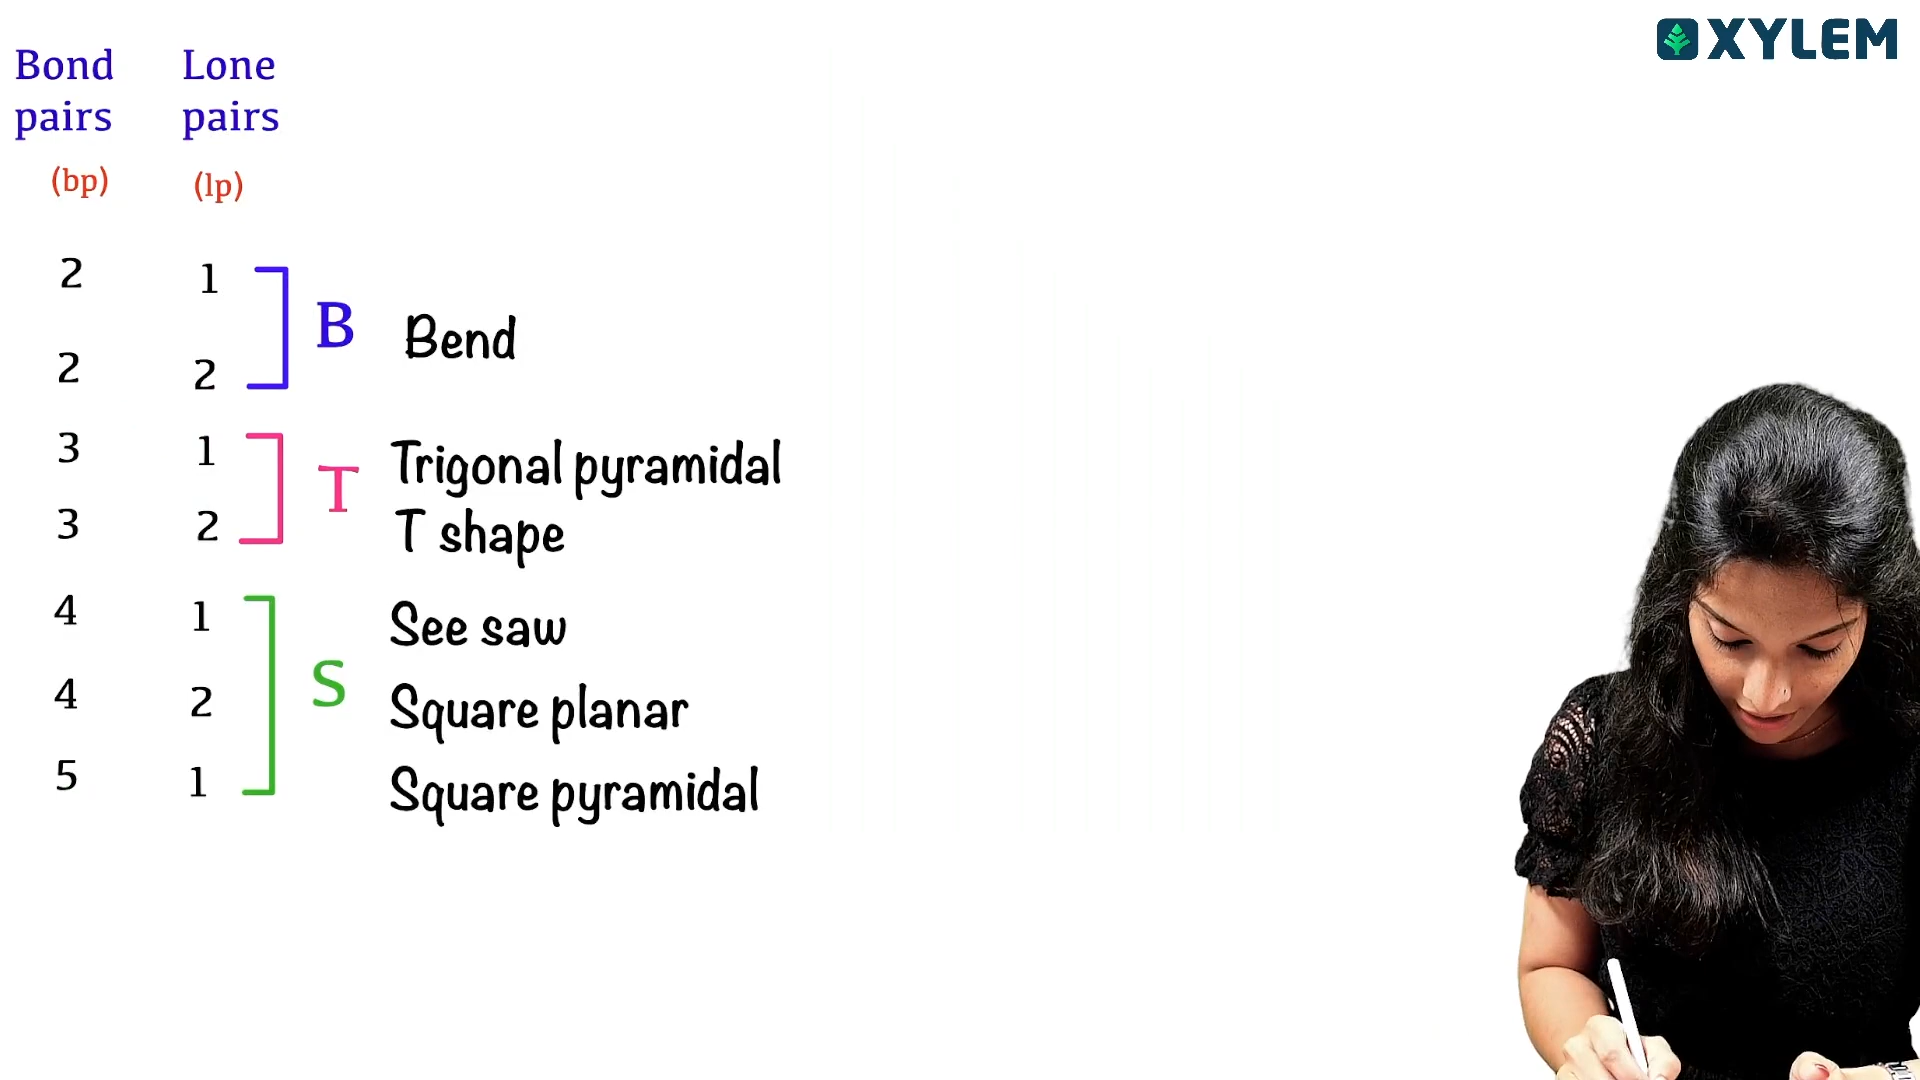 XYLEM
Bond Lone
pairs pairs
(bp) (lp)
2 1
B Bend
2 2
3 1 Trigonal pyramidal
T
3 2 T shape
4 1 See saw
S
4 2 Square planar
5 1 Square pyramidal